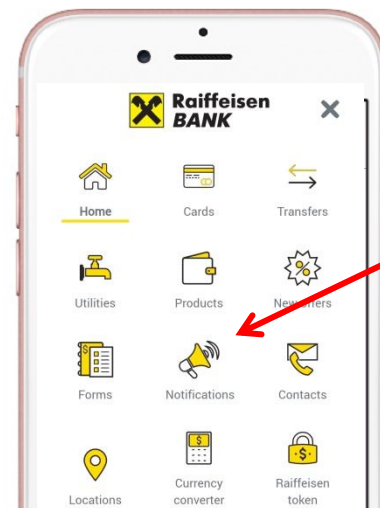 Raiffeisen
BANK
Home Cards Transfers
Utilities Products New offers
Forms Notifications Contacts
Locations Currency converter Raiffeisen token